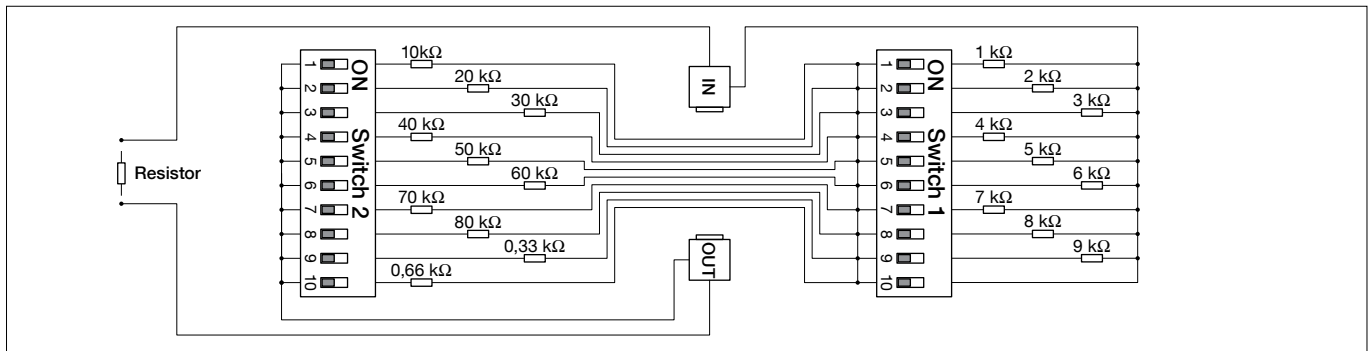 Resistor
1
2
3
4
5
6
7
8
9
10
ON
Switch 2
10kΩ
20 kΩ
30 kΩ
40 kΩ
50 kΩ
60 kΩ
70 kΩ
80 kΩ
0,33 kΩ
0,66 kΩ
IN
OUT
1
2
3
4
5
6
7
8
9
10
ON
Switch 1
1 kΩ
2 kΩ
3 kΩ
4 kΩ
5 kΩ
6 kΩ
7 kΩ
8 kΩ
9 kΩ